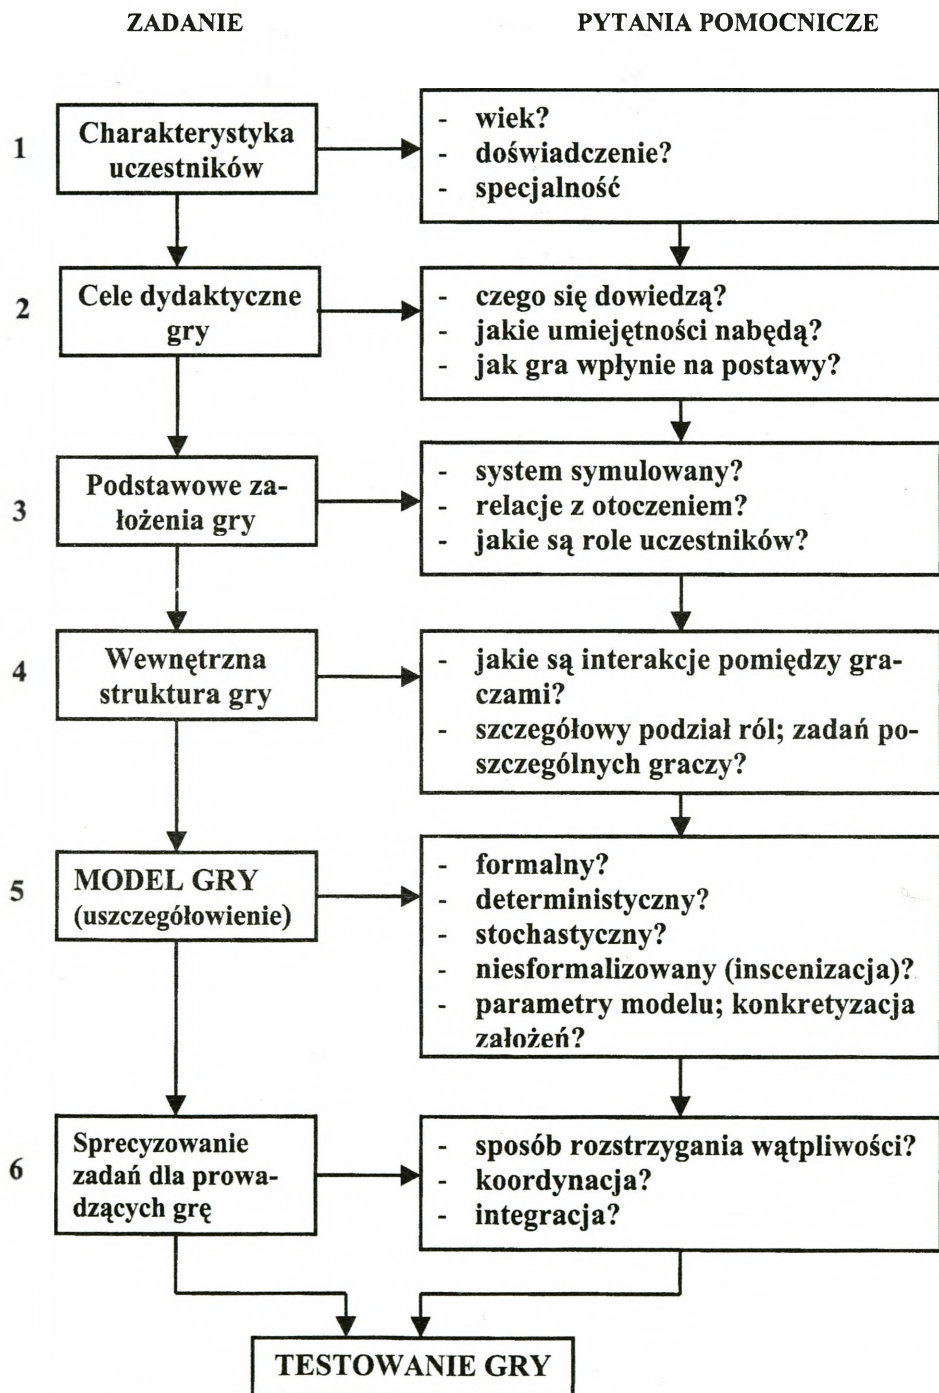 ZADANIE
PYTANIA POMOCNICZE
1
Charakterystyka
uczestników
- wiek?
- doświadczenie?
- specjalność
2
Cele dydaktyczne
gry
- czego się dowiedzą?
- jakie umiejętności nabędą?
- jak gra wpłynie na postawy?
3
Podstawowe za-
łożenia gry
- system symulowany?
- relacje z otoczeniem?
- jakie są role uczestników?
4
Wewnętrzna
struktura gry
- jakie są interakcje pomiędzy gra-
czami?
- szczegółowy podział ról; zadań po-
szczególnych graczy?
5
MODEL GRY
(uszczegółowienie)
- formalny?
- deterministyczny?
- stochastyczny?
- niesformalizowany (inscenizacja)?
- parametry modelu; konkretyzacja
założeń?
6
Sprecyzowanie
zadań dla prowa-
dzących grę
- sposób rozstrzygania wątpliwości?
- koordynacja?
- integracja?
TESTOWANIE GRY